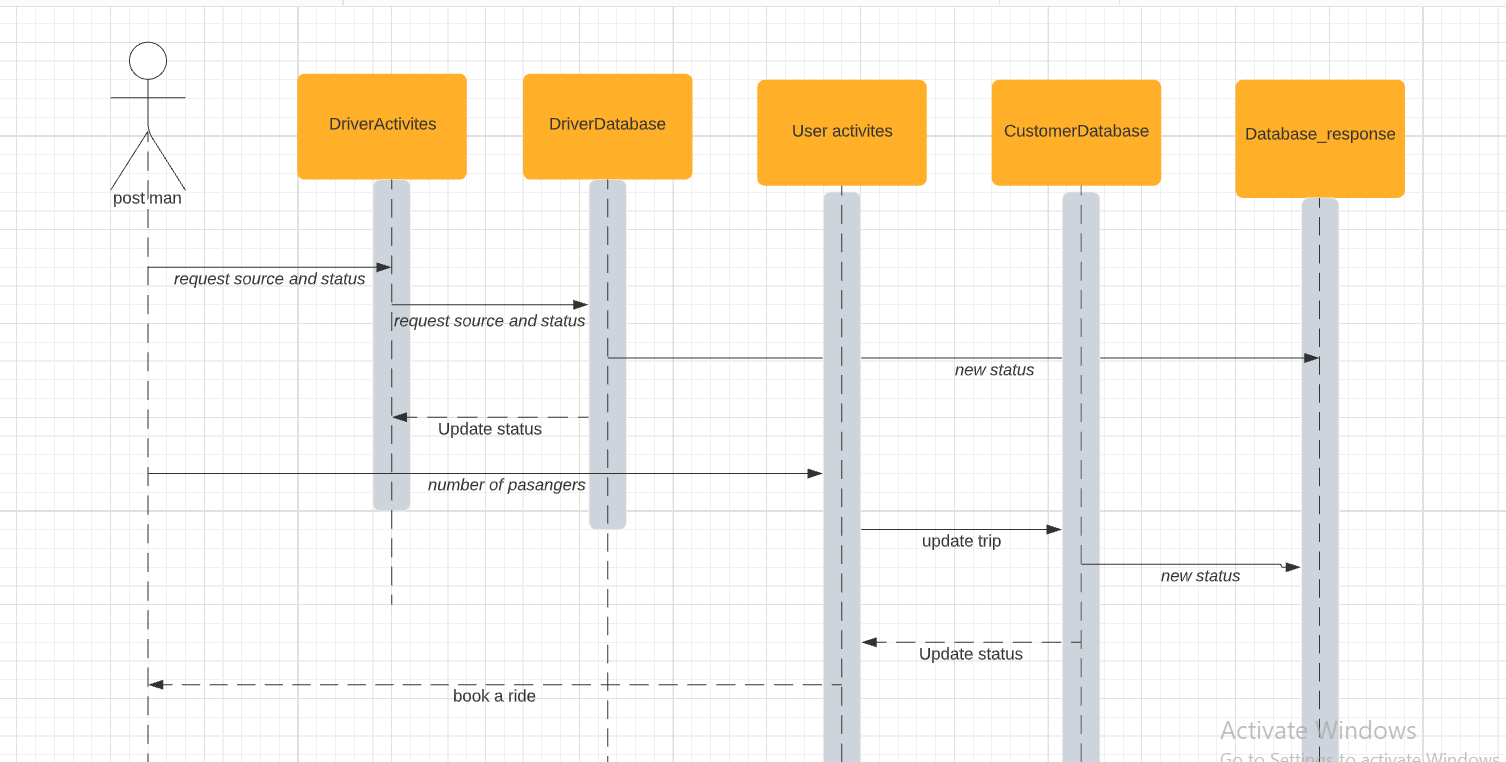 post man
DriverActivites
DriverDatabase
User activites
CustomerDatabase
Database_response
request source and status
request source and status
new status
Update status
number of pasangers
update trip
new status
Update status
book a ride
Activate Windows
Go to Settings to activate Windows